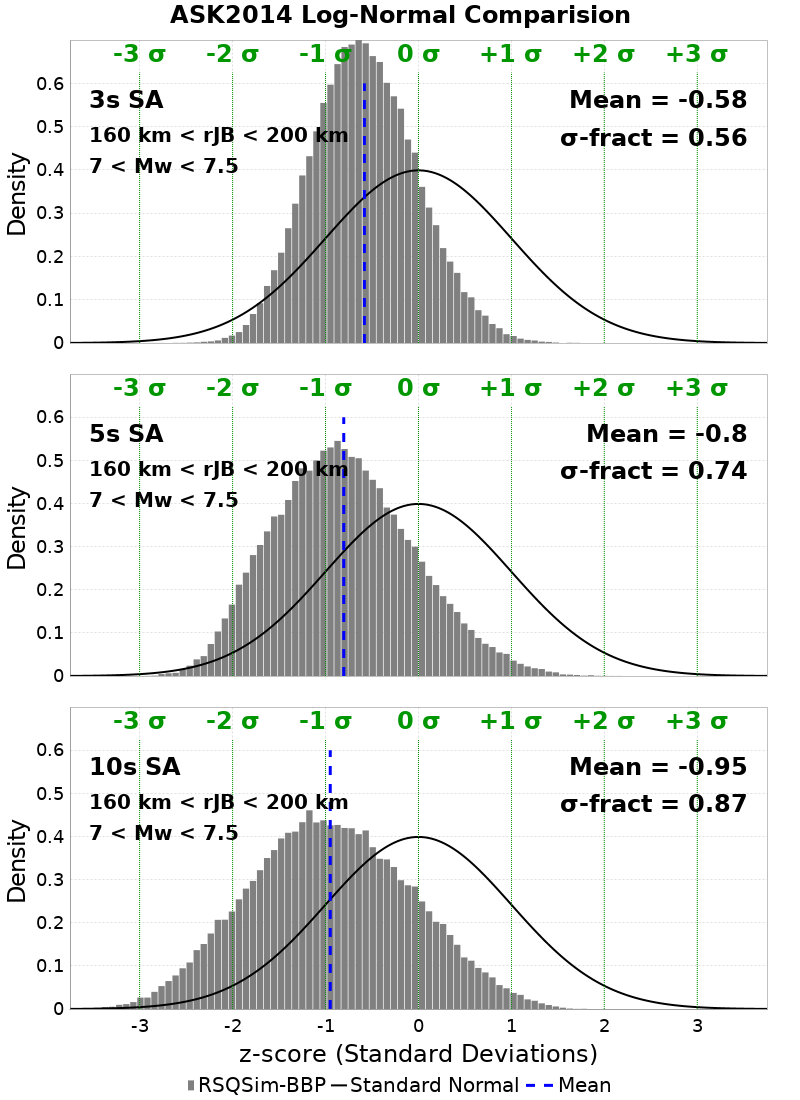 ASK2014 Log-Normal Comparision
-3 σ -2 σ -1 σ 0 σ +1 σ +2 σ +3 σ
3s SA
160 km < rJB < 200 km
7 < Mw < 7.5
Mean = -0.58
σ-fract = 0.56
Density
0.6
0.5
0.4
0.3
0.2
0.1
0
-3 σ -2 σ -1 σ 0 σ +1 σ +2 σ +3 σ
5s SA
160 km < rJB < 200 km
7 < Mw < 7.5
Mean = -0.8
σ-fract = 0.74
Density
0.6
0.5
0.4
0.3
0.2
0.1
0
-3 σ -2 σ -1 σ 0 σ +1 σ +2 σ +3 σ
10s SA
160 km < rJB < 200 km
7 < Mw < 7.5
Mean = -0.95
σ-fract = 0.87
Density
0.6
0.5
0.4
0.3
0.2
0.1
0
-3 -2 -1 0 1 2 3
z-score (Standard Deviations)
RSQSim-BBP Standard Normal Mean